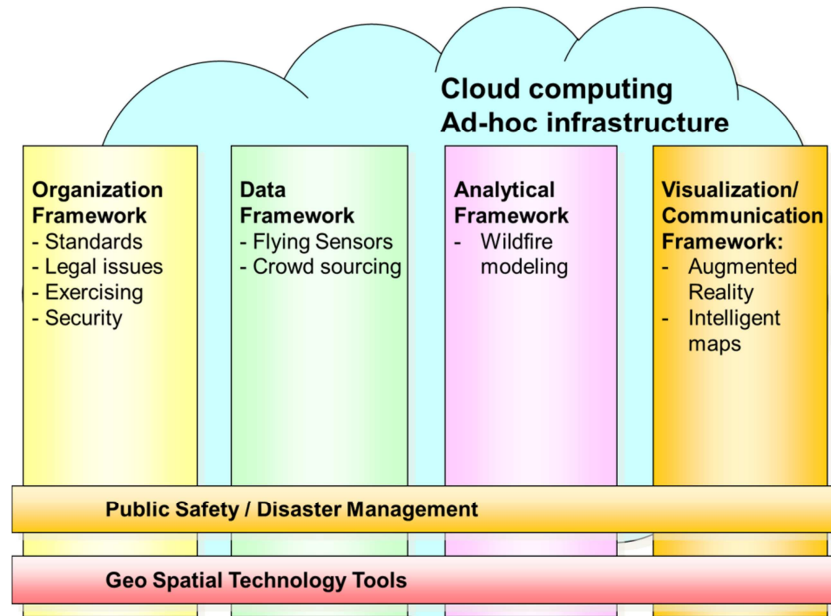 Cloud computing
Ad-hoc infrastructure
Organization
Framework
- Standards
- Legal issues
- Exercising
- Security
Data
Framework
- Flying Sensors
- Crowd sourcing
Analytical
Framework
- Wildfire
modeling
Visualization/
Communication
Framework:
- Augmented
Reality
- Intelligent
maps
Public Safety / Disaster Management
Geo Spatial Technology Tools